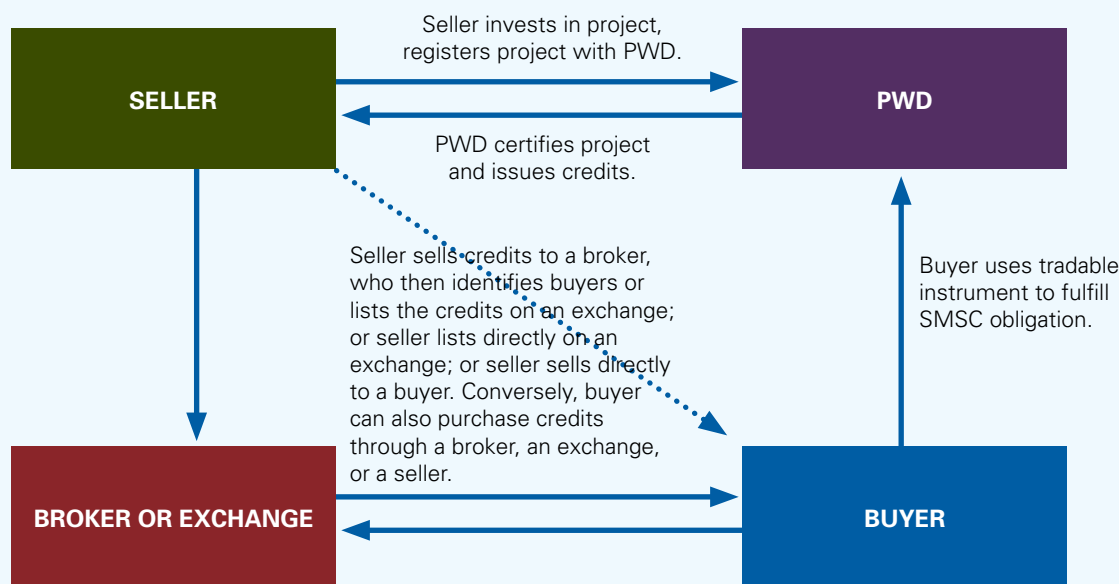 Seller invests in project,
registers project with PWD.
SELLER
PWD
PWD certifies project
and issues credits.
Seller sells credits to a broker,
who then identifies buyers or
lists the credits on an exchange;
or seller lists directly on an
exchange; or seller sells directly
to a buyer. Conversely, buyer
can also purchase credits
through a broker, an exchange,
or a seller.
Buyer uses tradable
instrument to fulfill
SMSC obligation.
BROKER OR EXCHANGE
BUYER